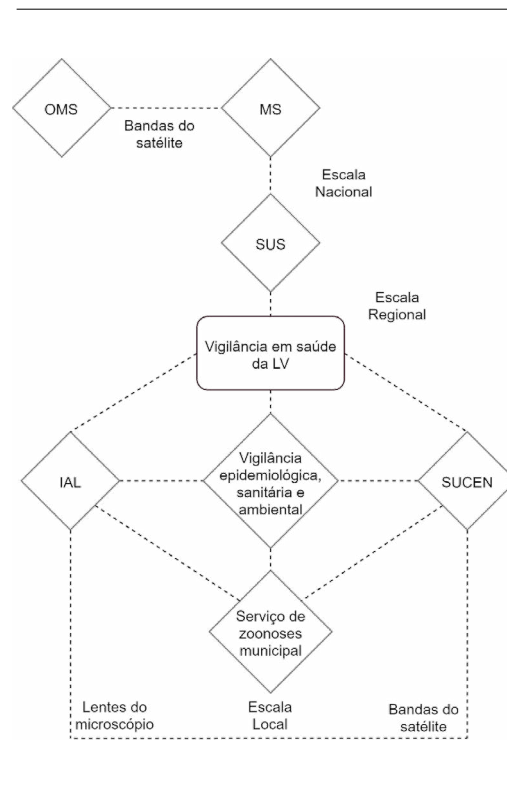 OMS
MS
Bandas do
satélite
Escala
Nacional
SUS
Escala
Regional
Vigilância em saúde
da LV
IAL
Vigilância
epidemiológica,
sanitária e
ambiental
SUCEN
Serviço de
zoonoses
municipal
Lentes do
microscópio
Escala
Local
Bandas do
satélite